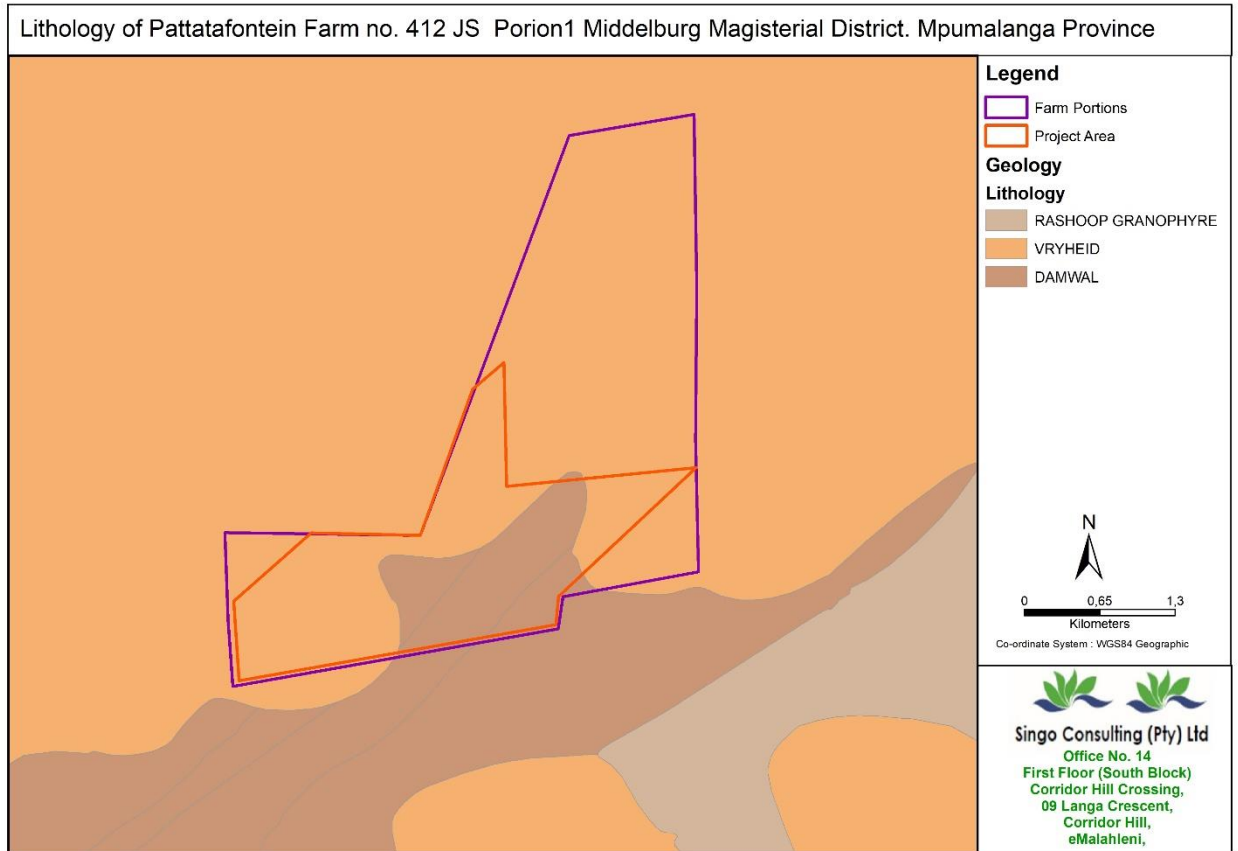 Lithology of Pattatafontein Farm no. 412 JS  Porion1 Middelburg Magisterial District. Mpumalanga Province
Legend
Farm Portions
Project Area
Geology
Lithology
RASHOOP GRANOPHYRE
VRYHEID
DAMWAL
N
0 0,65 1,3
Kilometers
Co-ordinate System : WGS84 Geographic
Singo Consulting (Pty) Ltd
Office No. 14
First Floor (South Block)
Corridor Hill Crossing,
09 Langa Crescent,
Corridor Hill,
eMalahleni,